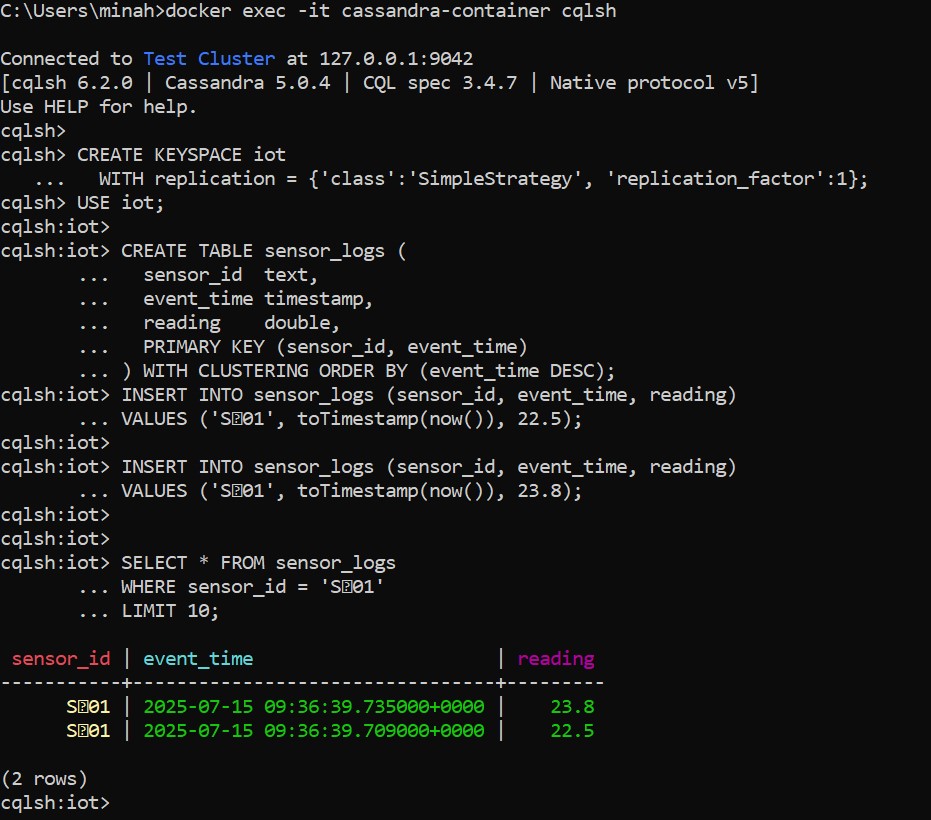 C:\Users\minah>docker exec -it cassandra-container cqlsh
Connected to Test Cluster at 127.0.0.1:9042
[cqlsh 6.2.0 | Cassandra 5.0.4 | CQL spec 3.4.7 | Native protocol v5]
Use HELP for help.
cqlsh>
cqlsh> CREATE KEYSPACE iot
   ...   WITH replication = {'class':'SimpleStrategy', 'replication_factor':1};
cqlsh> USE iot;
cqlsh:iot>
cqlsh:iot> CREATE TABLE sensor_logs (
       ...   sensor_id  text,
       ...   event_time timestamp,
       ...   reading    double,
       ...   PRIMARY KEY (sensor_id, event_time)
       ... ) WITH CLUSTERING ORDER BY (event_time DESC);
cqlsh:iot> INSERT INTO sensor_logs (sensor_id, event_time, reading)
       ... VALUES ('S�01', toTimestamp(now()), 22.5);
cqlsh:iot>
cqlsh:iot> INSERT INTO sensor_logs (sensor_id, event_time, reading)
       ... VALUES ('S�01', toTimestamp(now()), 23.8);
cqlsh:iot>
cqlsh:iot>
cqlsh:iot> SELECT * FROM sensor_logs
       ... WHERE sensor_id = 'S�01'
       ... LIMIT 10;
 sensor_id | event_time                      | reading
-----------+---------------------------------+---------
      S�01 | 2025-07-15 09:36:39.735000+0000 |    23.8
      S�01 | 2025-07-15 09:36:39.709000+0000 |    22.5
(2 rows)
cqlsh:iot>